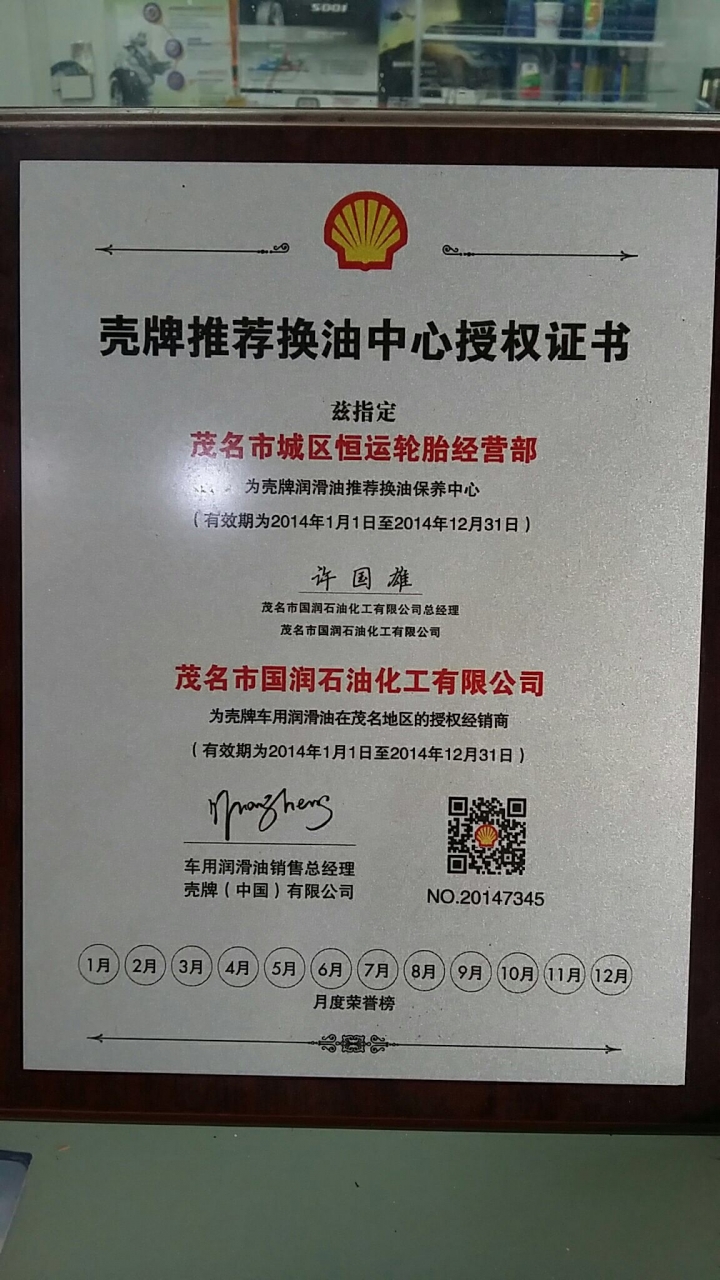 壳牌推荐换油中心授权证书
兹指定
茂名市城区恒运轮胎经营部
为壳牌润滑油推荐换油保养中心
(有效期为2014年1月1日至2014年12月31日)
许国雄
茂名市国润石油化工有限公司总经理
茂名市国润石油化工有限公司
茂名市国润石油化工有限公司
为壳牌车用润滑油在茂名地区的授权经销商
(有效期为2014年1月1日至2014年12月31日)
车用润滑油销售总经理
壳牌(中国)有限公司
NO.20147345
1月 2月 3月 4月 5月 6月 7月 8月 9月 10月 11月 12月
月度荣誉榜